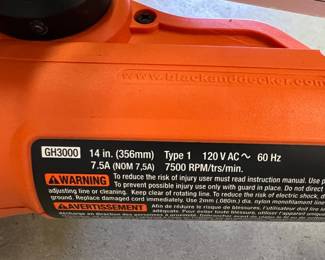 www.blackanddecker.com
GH3000 14 in. (356mm) Type 1 120 V AC ~ 60 Hz
7.5A (NOM 7,5A) 7500 RPM/trs/min.
⚠WARNING To reduce the risk of injury user must read instruction manual. Use p
To prevent possible injury use only with guard in place. Do not touch
adjusting line or cleaning. Keep clear of rotating line. To reduce the risk of electric shock, d
ground. Replace damaged cord immediately. Use 2mm (.080in.) dia. nylon monofilament line
⚠AVERTISSEMENT Afin de réduire le risque de blessures, l'utilisateur doit lire
Pour éviter toute